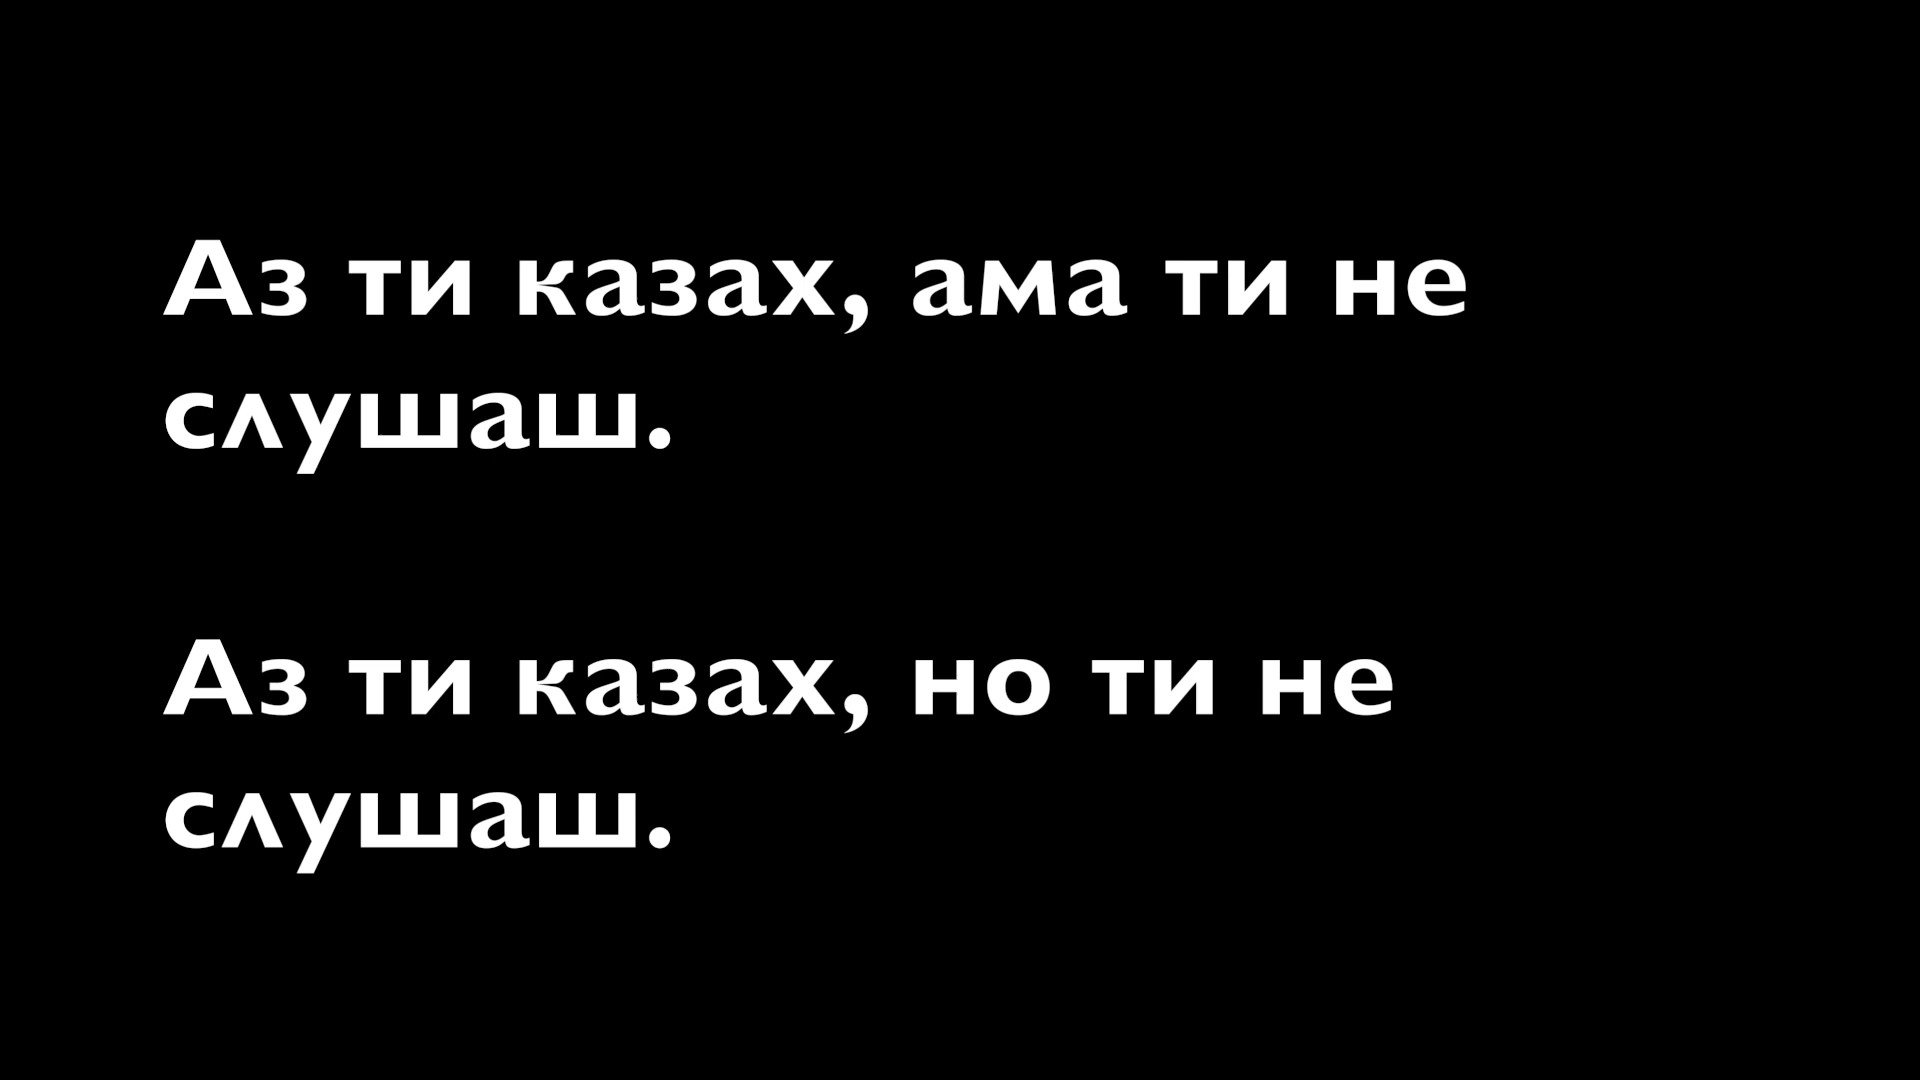 Аз ти казах, ама ти не
слушаш.
Аз ти казах, но ти не
слушаш.